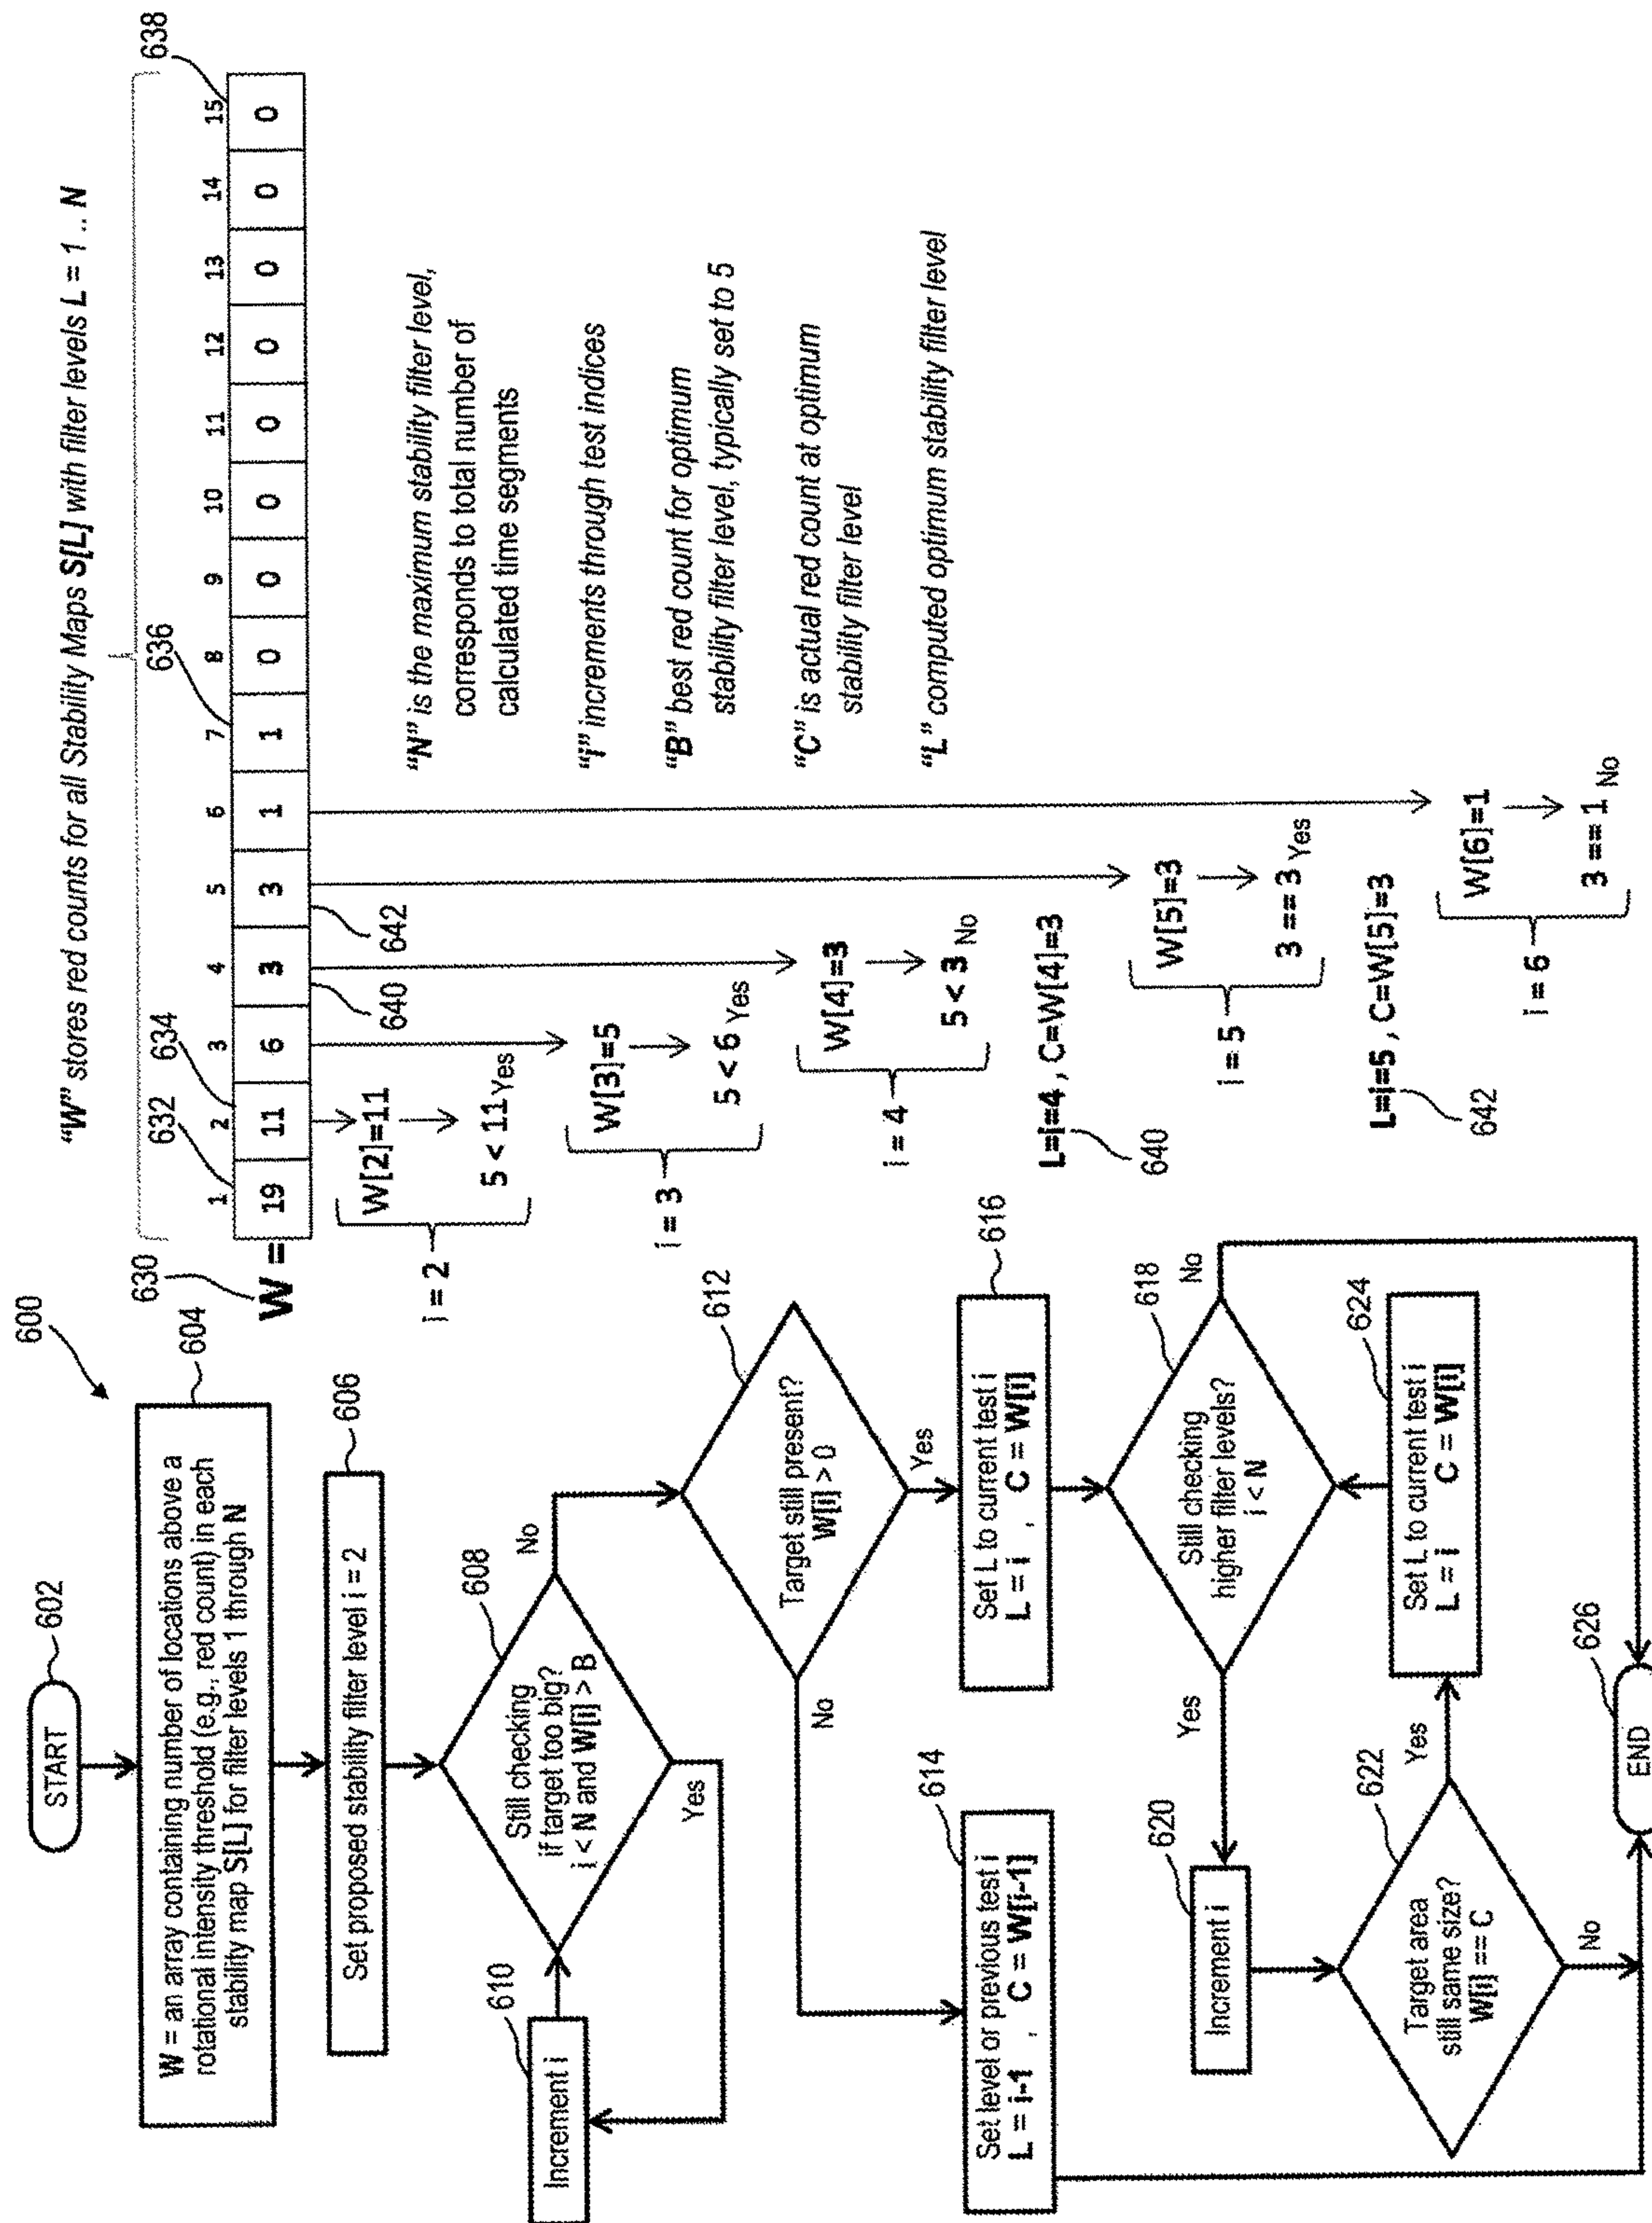 600
START
602
W = an array containing number of locations above a
rotational intensity threshold (e.g., red count) in each
stability map S[L] for filter levels 1 through N
604
Set proposed stability filter level i = 2
606
Still checking
if target too big?
i < N and W[i] > B
608
No
Yes
Increment i
610
Target still present?
W[i] > 0
612
No
Yes
Set level or previous test i
L = i-1 , C = W[i-1]
614
Set L to current test i
L = i , C = W[i]
616
Still checking
higher filter levels?
i < N
618
No
Yes
Increment i
620
Target area
still same size?
W[i] == C
622
Yes
No
Set L to current test i
L = i C = W[i]
624
END
626
"W" stores red counts for all Stability Maps S[L] with filter levels L = 1 .. N
630
632
634
636
638
1 2 3 4 5 6 7 8 9 10 11 12 13 14 15
W = 19 11 6 3 3 1 1 0 0 0 0 0 0 0 0
640
642
i = 2
W[2]=11
5 < 11 Yes
i = 3
W[3]=5
5 < 6 Yes
i = 4
W[4]=3
5 < 3 No
L=i=4 , C=W[4]=3
640
i = 5
W[5]=3
3 == 3 Yes
L=i=5 , C=W[5]=3
642
i = 6
W[6]=1
3 == 1 No
"N" is the maximum stability filter level,
corresponds to total number of
calculated time segments
"i" increments through test indices
"B" best red count for optimum
stability filter level, typically set to 5
"C" is actual red count at optimum
stability filter level
"L" computed optimum stability filter level